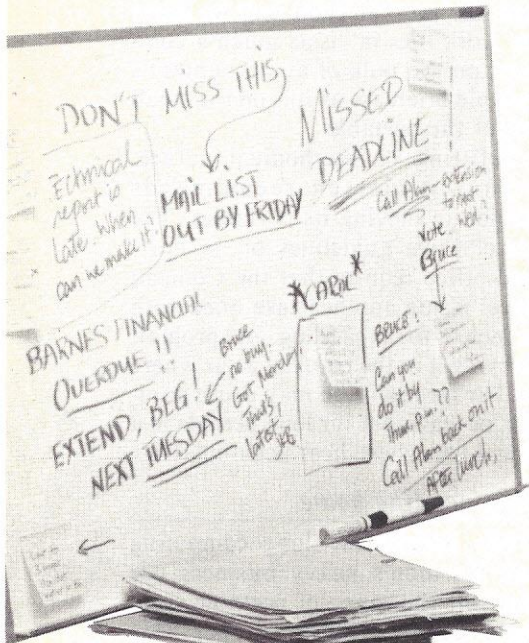 DON'T MISS THIS
MAIL LIST
OUT BY FRIDAY
MISSED
DEADLINE
Technical
report is
late. When
can we make it?
Call Alan - extension
to next
week?
Vote
Bruce
BARNES FINANCIAL
OVERDUE!!
EXTEND, BEG!
NEXT TUESDAY
Bruce
no buy.
Got Monday.
That's
latest,
*CAROL*
BRUCE!
Can you
do it by
Thur. p.m.??
Call Alan back on it
After lunch,